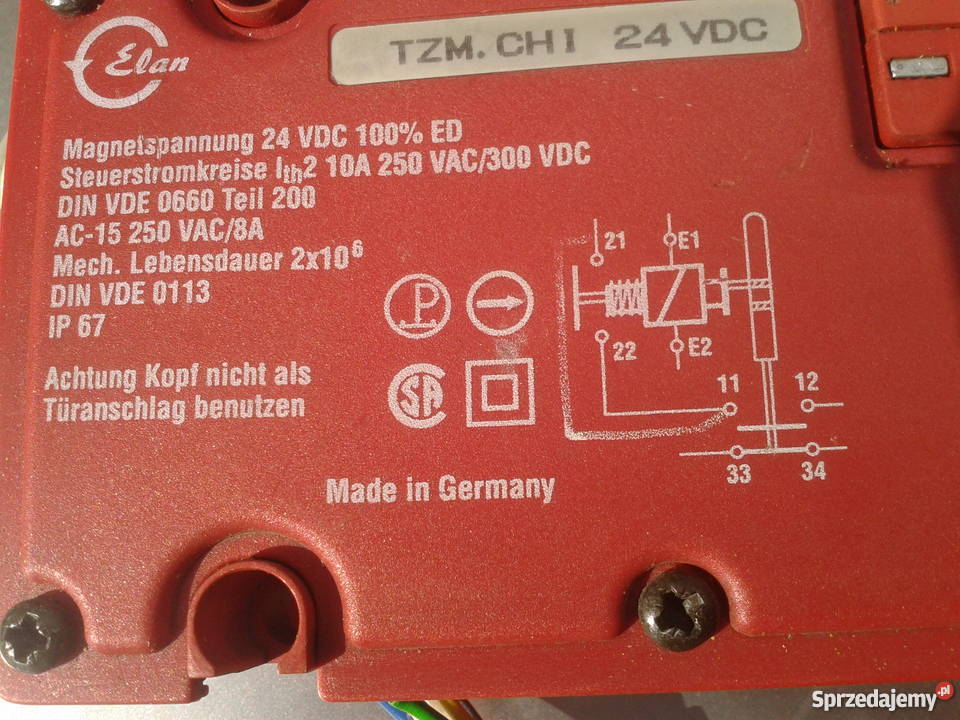 Elan
TZM. CHI 24 VDC
Magnetspannung 24 VDC 100% ED
Steuerstromkreise Ith2 10A 250 VAC/300 VDC
DIN VDE 0660 Teil 200
AC-15 250 VAC/8A
Mech. Lebensdauer 2x10⁶
DIN VDE 0113
IP 67
Achtung Kopf nicht als
Türanschlag benutzen
P
CSA
21
E1
22
E2
11 12
33 34
Made in Germany
Sprzedajemy.pl